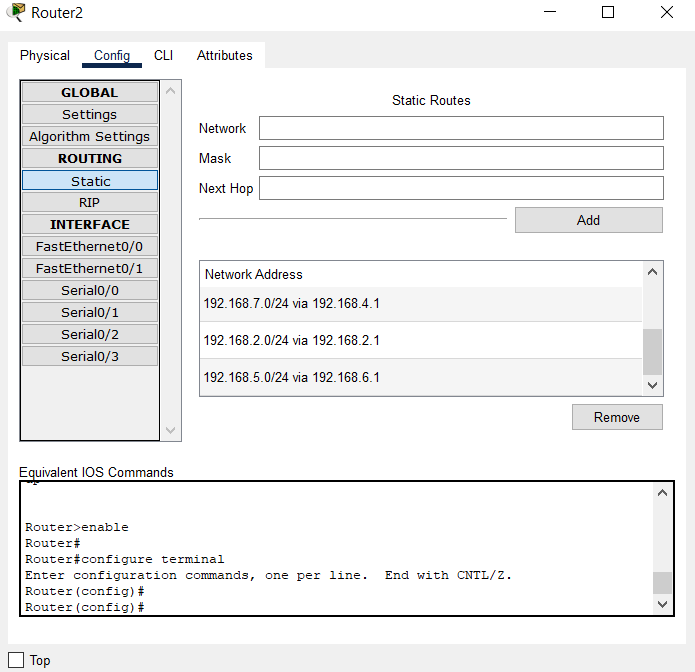 Router2
Physical Config CLI Attributes
GLOBAL
Settings
Algorithm Settings
ROUTING
Static
RIP
INTERFACE
FastEthernet0/0
FastEthernet0/1
Serial0/0
Serial0/1
Serial0/2
Serial0/3
Static Routes
Network
Mask
Next Hop
Add
Network Address
192.168.7.0/24 via 192.168.4.1
192.168.2.0/24 via 192.168.2.1
192.168.5.0/24 via 192.168.6.1
Remove
Equivalent IOS Commands
Router>enable
Router#
Router#configure terminal
Enter configuration commands, one per line.  End with CNTL/Z.
Router(config)#
Router(config)#
Top